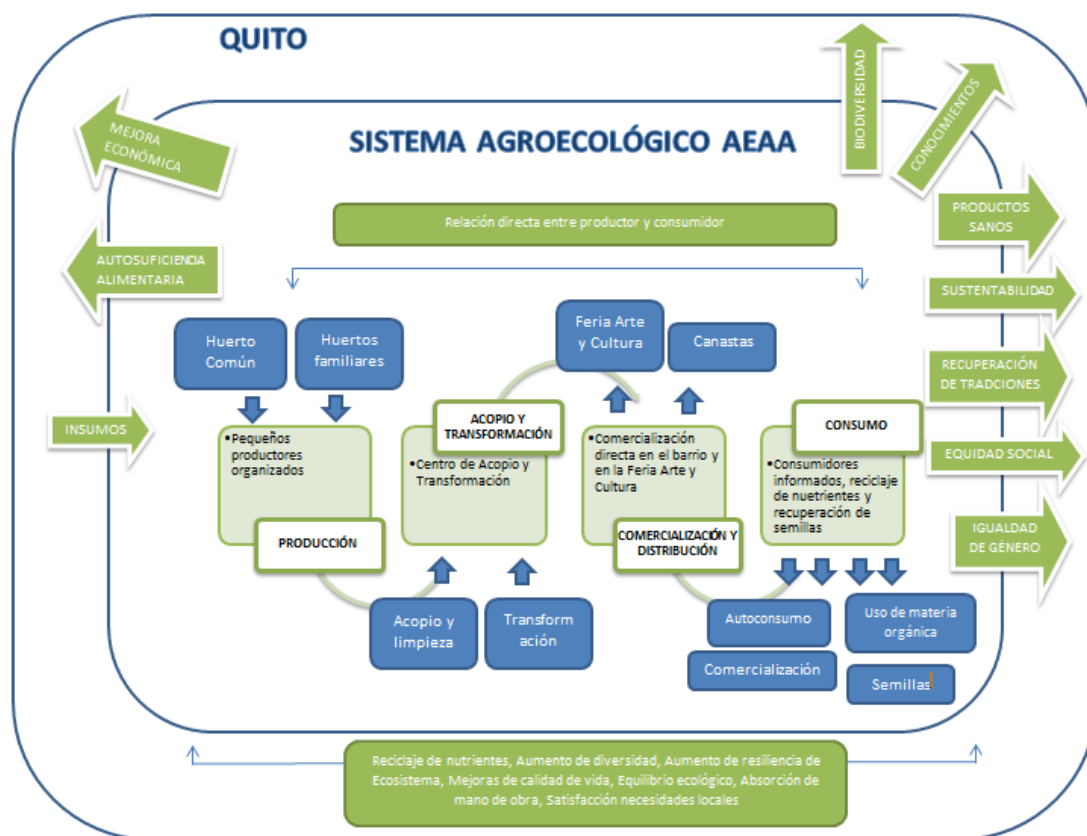 QUITO
BIODIVERSIDAD
CONOCIMIENTOS
MEJORA
ECONÓMICA
SISTEMA AGROECOLÓGICO AEAA
Relación directa entre productor y consumidor
PRODUCTOS
SANOS
AUTOSUFICIENCIA
ALIMENTARIA
SUSTENTABILIDAD
Huerto
Común
Huertos
familiares
Feria Arte
y Cultura
Canastas
RECUPERACIÓN
DE TRADCIONES
INSUMOS
•Pequeños
productores
organizados
PRODUCCIÓN
ACOPIO Y
TRANSFORMACIÓN
•Centro de Acopio y
Transformación
•Comercialización
directa en el barrio y
en la Feria Arte y
Cultura
COMERCIALIZACIÓN Y
DISTRIBUCIÓN
CONSUMO
•Consumidores
informados, reciclaje
de nuetrientes y
recuperación de
semillas
EQUIDAD SOCIAL
IGUALDAD
DE GÉNERO
Acopio y
limpieza
Transform
ación
Autoconsumo
Uso de materia
orgánica
Comercialización
Semillas
Reciclaje de nutrientes, Aumento de diversidad, Aumento de resiliencia de
Ecosistema, Mejoras de calidad de vida, Equilibrio ecológico, Absorción de
mano de obra, Satisfacción necesidades locales